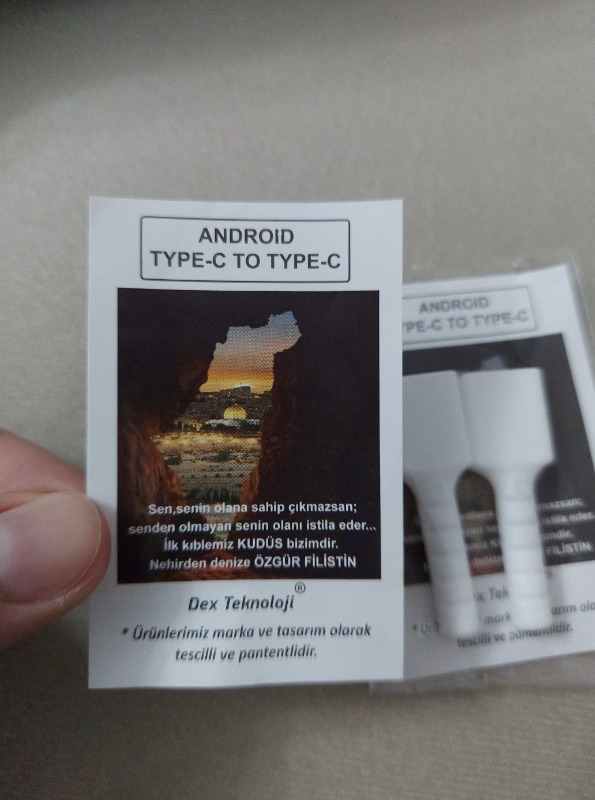 ANDROID
TYPE-C TO TYPE-C
Sen,senin olana sahip çıkmazsan;
senden olmayan senin olanı istila eder...
İlk kıblemiz KUDÜS bizimdir.
Nehirden denize ÖZGÜR FİLİSTİN
Dex Teknoloji®
* Ürünlerimiz marka ve tasarım olarak
tescilli ve pantentlidir.
ANDROID
TYPE-C TO TYPE-C
tescilli ve pantentlidir.